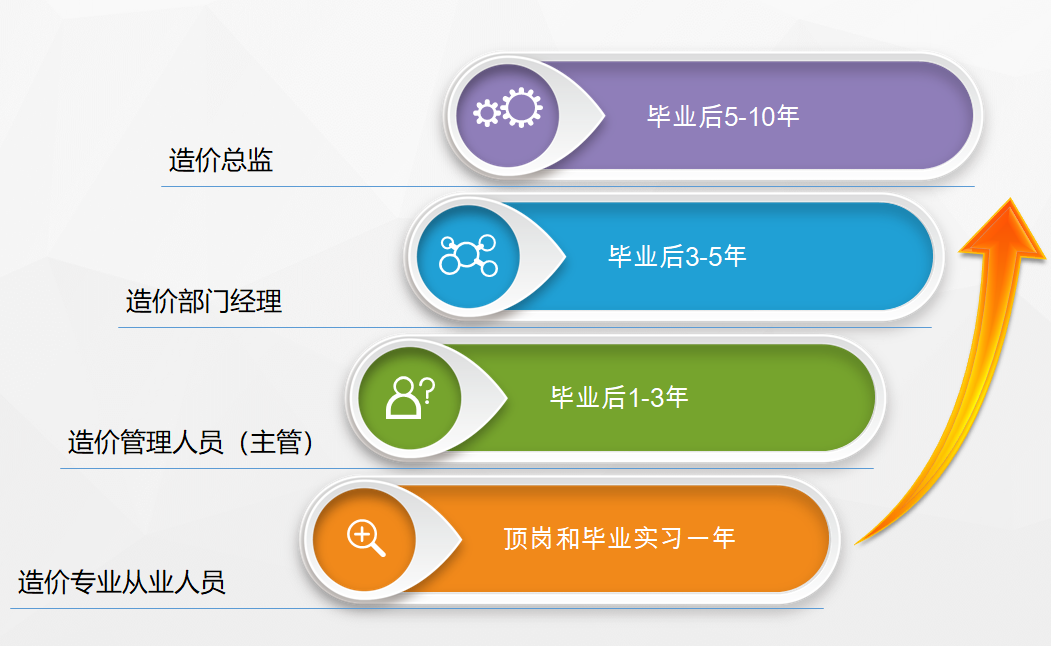 毕业后5-10年
造价总监
毕业后3-5年
造价部门经理
毕业后1-3年
造价管理人员（主管）
顶岗和毕业实习一年
造价专业从业人员